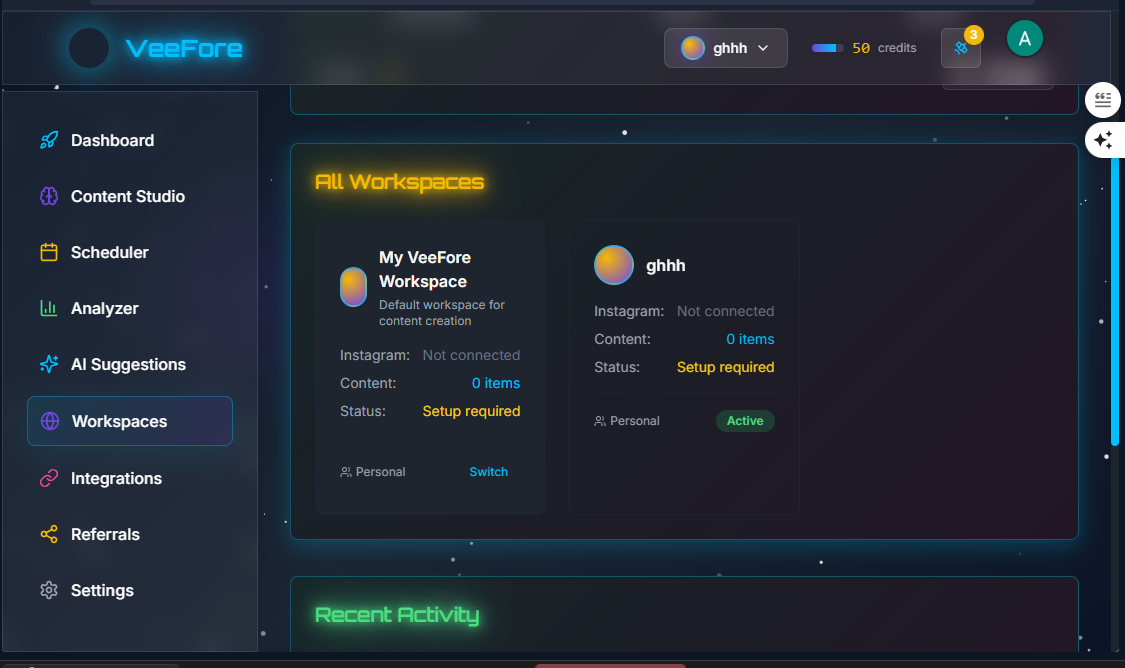 VeeFore
ghhh
50 credits
3
A
Dashboard
Content Studio
Scheduler
Analyzer
AI Suggestions
Workspaces
Integrations
Referrals
Settings
All Workspaces
My VeeFore
Workspace
Default workspace for
content creation
Instagram: Not connected
Content: 0 items
Status: Setup required
Personal Switch
ghhh
Instagram: Not connected
Content: 0 items
Status: Setup required
Personal Active
Recent Activity